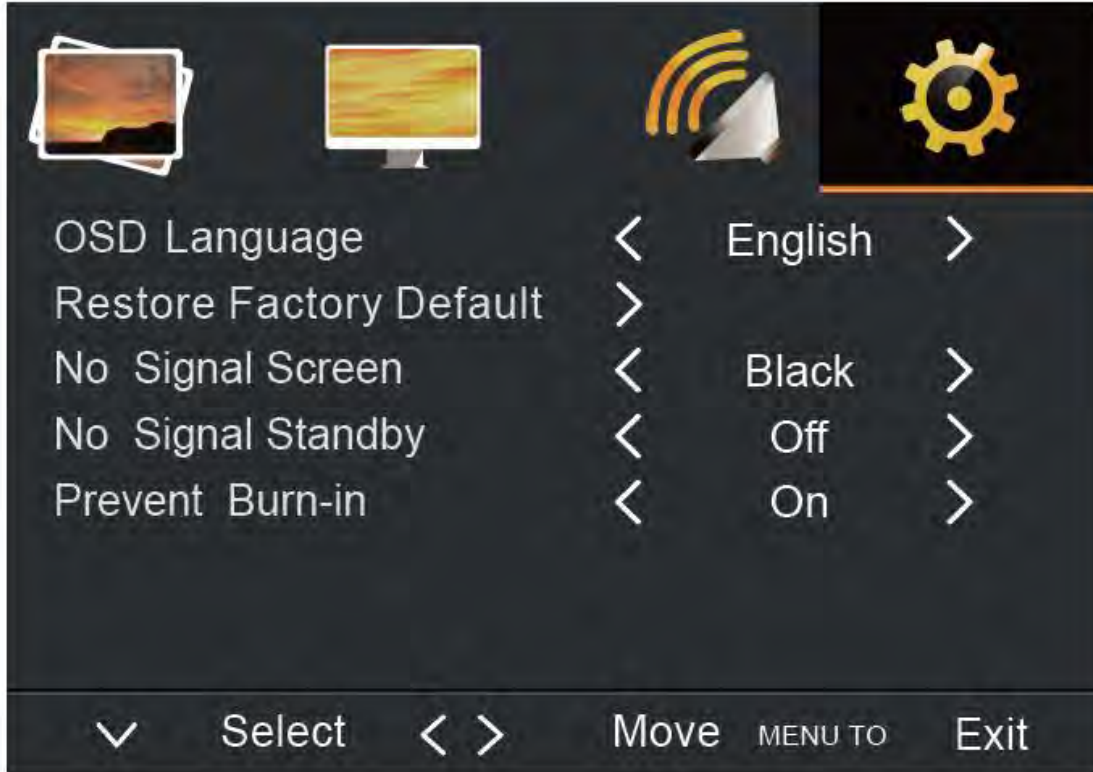 OSD Language < English >
Restore Factory Default >
No Signal Screen < Black >
No Signal Standby < Off >
Prevent Burn-in < On >
Select < > Move MENU TO Exit